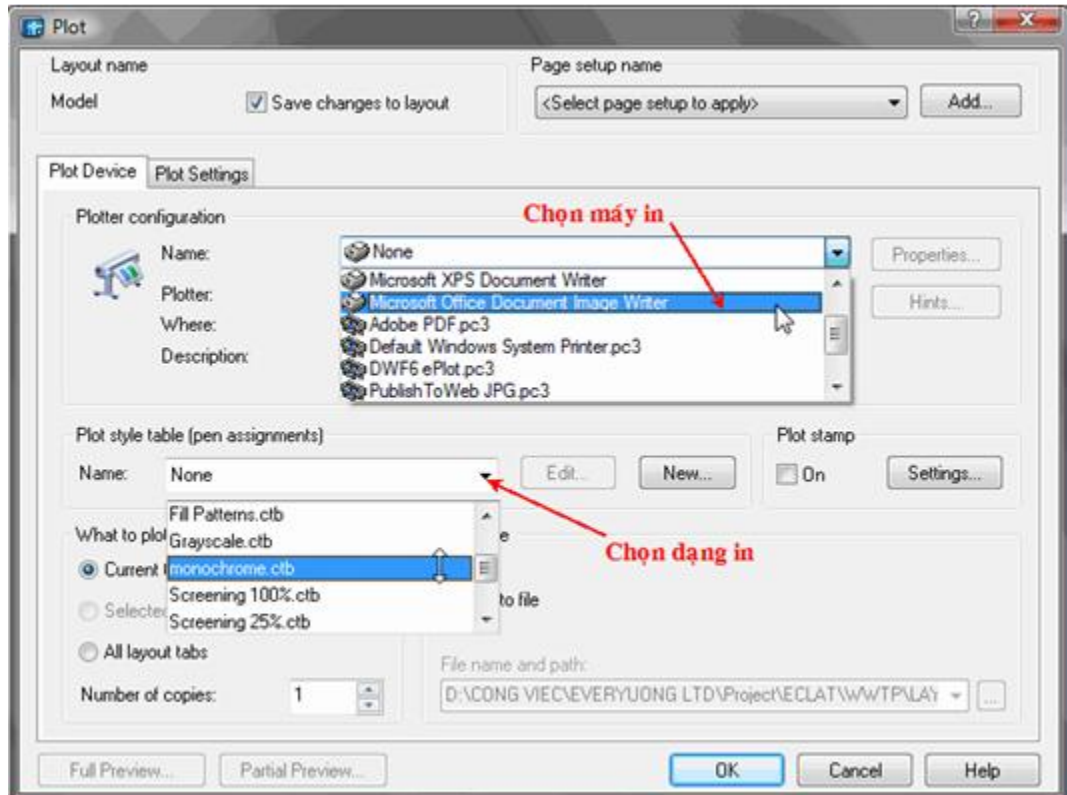 Plot
Layout name
Model
Save changes to layout
Page setup name
<Select page setup to apply>
Add...
Plot Device
Plot Settings
Plotter configuration
Chọn máy in
Name:
None
Properties...
Microsoft XPS Document Writer
Plotter:
Microsoft Office Document Image Writer
Hints...
Where:
Adobe PDF.pc3
Default Windows System Printer.pc3
Description:
DWF6 ePlot.pc3
PublishToWeb JPG.pc3
Plot style table (pen assignments)
Name:
None
Edit...
New...
Plot stamp
On
Settings...
Fill Patterns.ctb
What to plot
Grayscale.ctb
Chọn dạng in
Current
monochrome.ctb
Screening 100%.ctb
to file
Selected
Screening 25%.ctb
All layout tabs
File name and path:
Number of copies:
1
D:\CONG VIEC\EVERYUONG LTD\Project\ECLAT\WWTP\LAY
...
Full Preview...
Partial Preview...
OK
Cancel
Help